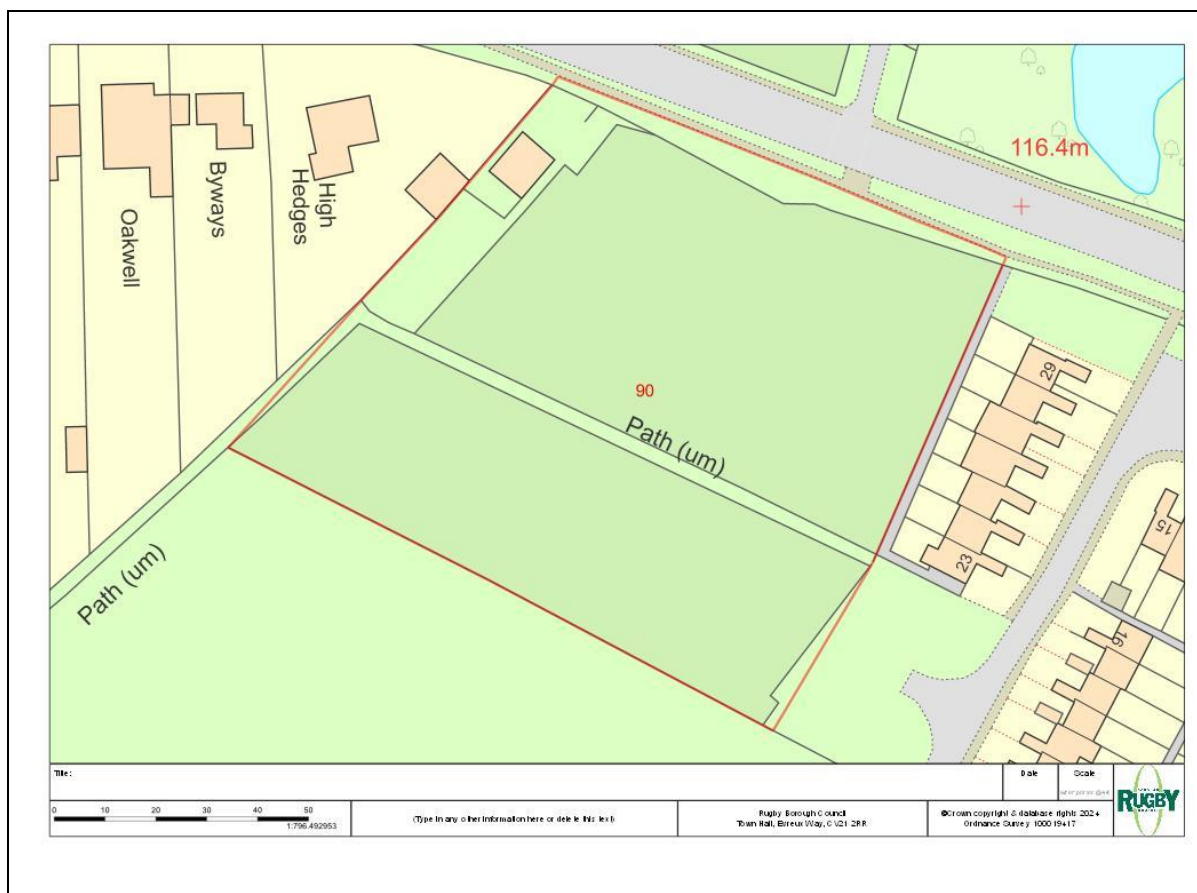 116.4m
High
Hedges
Byways
Oakwell
90
29
Path (um)
23
15
16
Path (um)
Title:
Date
Scale
0 10 20 30 40 50
1:796.492953
(Type in any other information here or delete this text)
Rugby Borough Council
Town Hall, Evreux Way, CV21 2RR
©Crown copyright & database rights 2024
Ordnance Survey 100019417
RUGBY